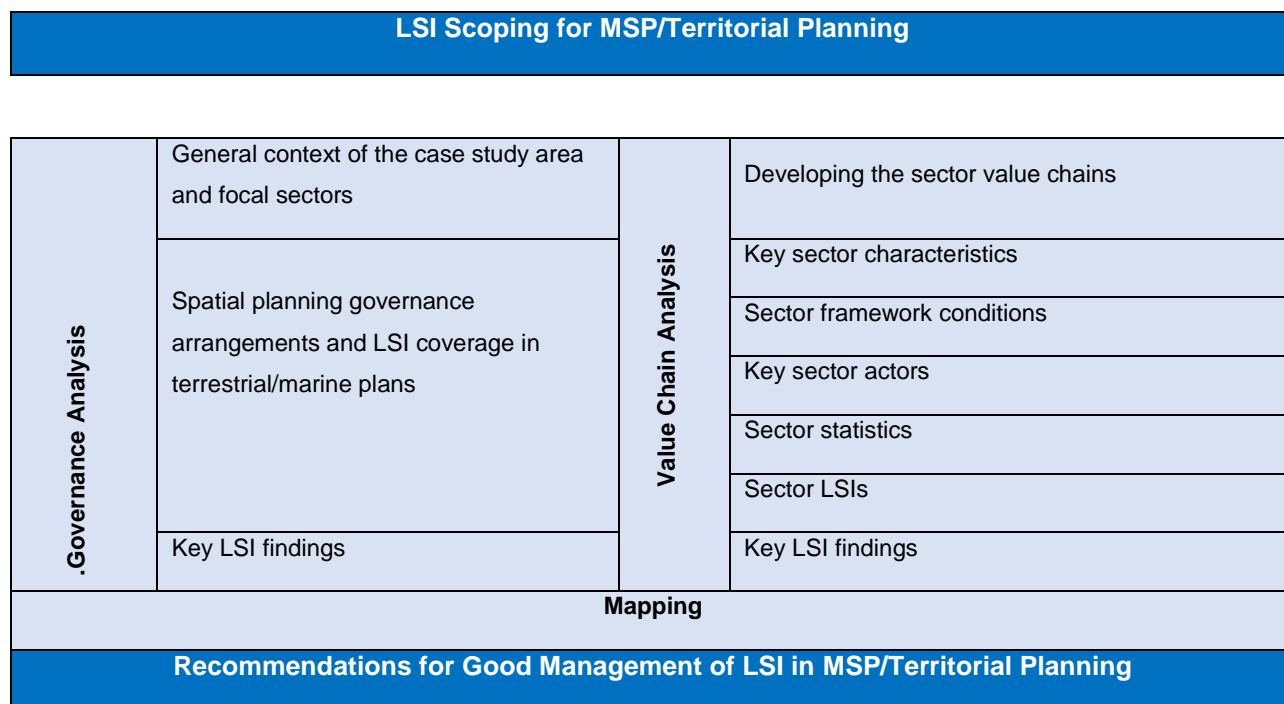 LSI Scoping for MSP/Territorial Planning
.Governance Analysis
General context of the case study area
and focal sectors
Spatial planning governance
arrangements and LSI coverage in
terrestrial/marine plans
Key LSI findings
Value Chain Analysis
Developing the sector value chains
Key sector characteristics
Sector framework conditions
Key sector actors
Sector statistics
Sector LSIs
Key LSI findings
Mapping
Recommendations for Good Management of LSI in MSP/Territorial Planning